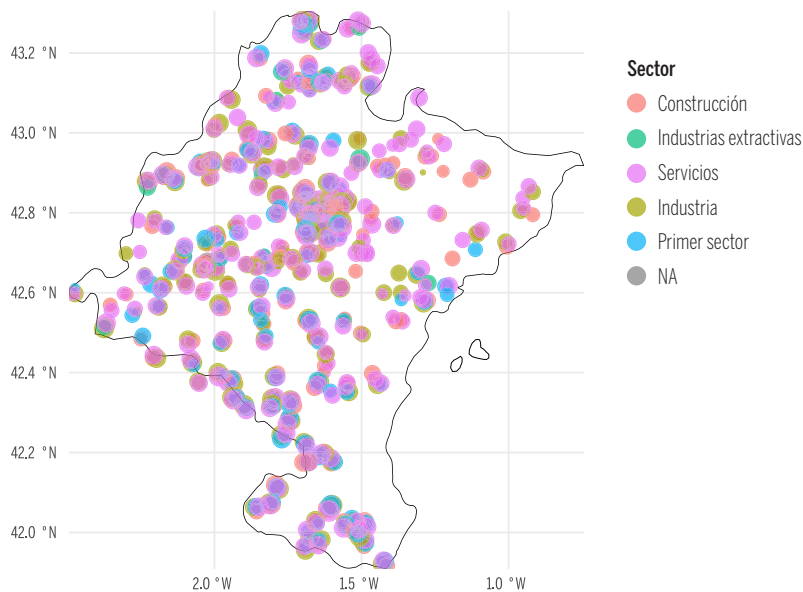 43.2 °N
43.0 °N
42.8 °N
42.6 °N
42.4 °N
42.2 °N
42.0 °N
2.0 °W
1.5 °W
1.0 °W
Sector
Construcción
Industrias extractivas
Servicios
Industria
Primer sector
NA